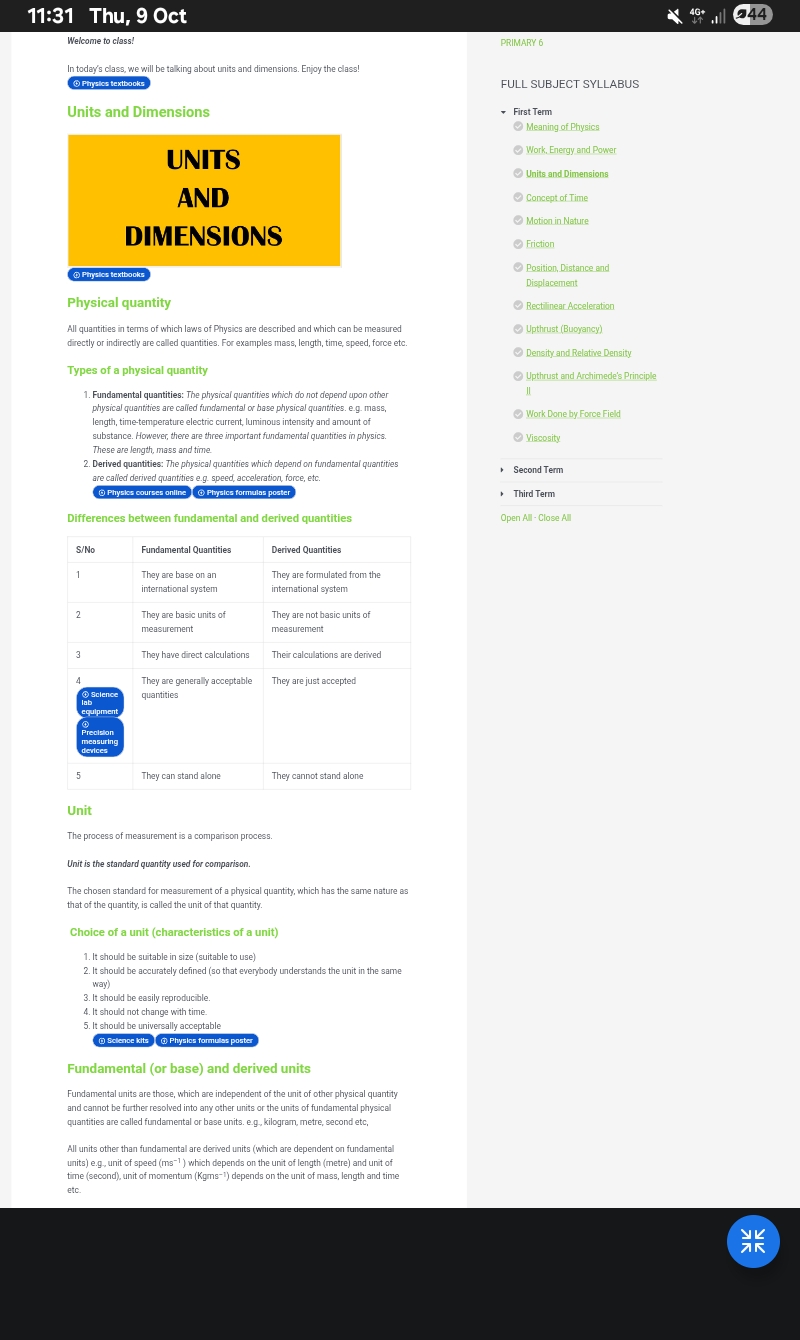 11:31 Thu, 9 Oct
4G+
44
Welcome to class!
In today's class, we will be talking about units and dimensions. Enjoy the class!
Physics textbooks
Units and Dimensions
UNITS
AND
DIMENSIONS
Physics textbooks
Physical quantity
All quantities in terms of which laws of Physics are described and which can be measured
directly or indirectly are called quantities. For examples mass, length, time, speed, force etc.
Types of a physical quantity
1. Fundamental quantities: The physical quantities which do not depend upon other
physical quantities are called fundamental or base physical quantities. e.g. mass,
length, time-temperature electric current, luminous intensity and amount of
substance. However, there are three important fundamental quantities in physics.
These are length, mass and time.
2. Derived quantities: The physical quantities which depend on fundamental quantities
are called derived quantities e.g. speed, acceleration, force, etc.
Physics courses online Physics formulas poster
Differences between fundamental and derived quantities
S/No Fundamental Quantities Derived Quantities
1 They are base on an They are formulated from the
international system international system
2 They are basic units of They are not basic units of
measurement measurement
3 They have direct calculations Their calculations are derived
4 They are generally acceptable They are just accepted
quantities
Science
lab
equipment
Precision
measuring
devices
5 They can stand alone They cannot stand alone
Unit
The process of measurement is a comparison process.
Unit is the standard quantity used for comparison.
The chosen standard for measurement of a physical quantity, which has the same nature as
that of the quantity, is called the unit of that quantity.
Choice of a unit (characteristics of a unit)
1. It should be suitable in size (suitable to use)
2. It should be accurately defined (so that everybody understands the unit in the same
way)
3. It should be easily reproducible.
4. It should not change with time.
5. It should be universally acceptable
Science kits Physics formulas poster
Fundamental (or base) and derived units
Fundamental units are those, which are independent of the unit of other physical quantity
and cannot be further resolved into any other units or the units of fundamental physical
quantities are called fundamental or base units. e.g., kilogram, metre, second etc,
All units other than fundamental are derived units (which are dependent on fundamental
units) e.g., unit of speed (ms⁻¹ ) which depends on the unit of length (metre) and unit of
time (second), unit of momentum (Kgms⁻¹) depends on the unit of mass, length and time
etc.
PRIMARY 6
FULL SUBJECT SYLLABUS
First Term
Meaning of Physics
Work, Energy and Power
Units and Dimensions
Concept of Time
Motion in Nature
Friction
Position, Distance and
Displacement
Rectilinear Acceleration
Upthrust (Buoyancy)
Density and Relative Density
Upthrust and Archimede's Principle
II
Work Done by Force Field
Viscosity
Second Term
Third Term
Open All · Close All